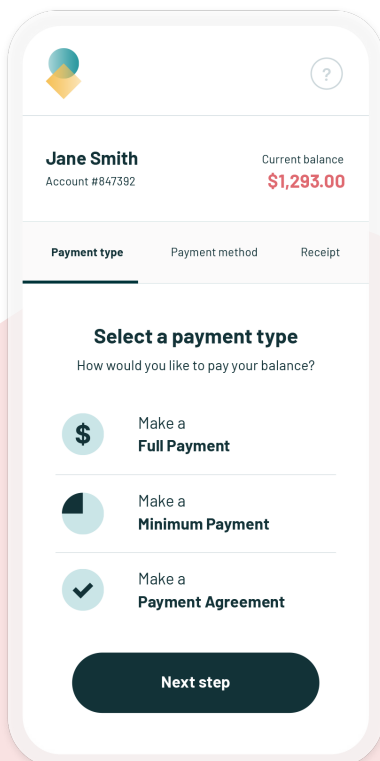 ?
Jane Smith
Current balance
Account #847392
$1,293.00
Payment type
Payment method
Receipt
Select a payment type
How would you like to pay your balance?
$
Make a
Full Payment
Make a
Minimum Payment
Make a
Payment Agreement
Next step